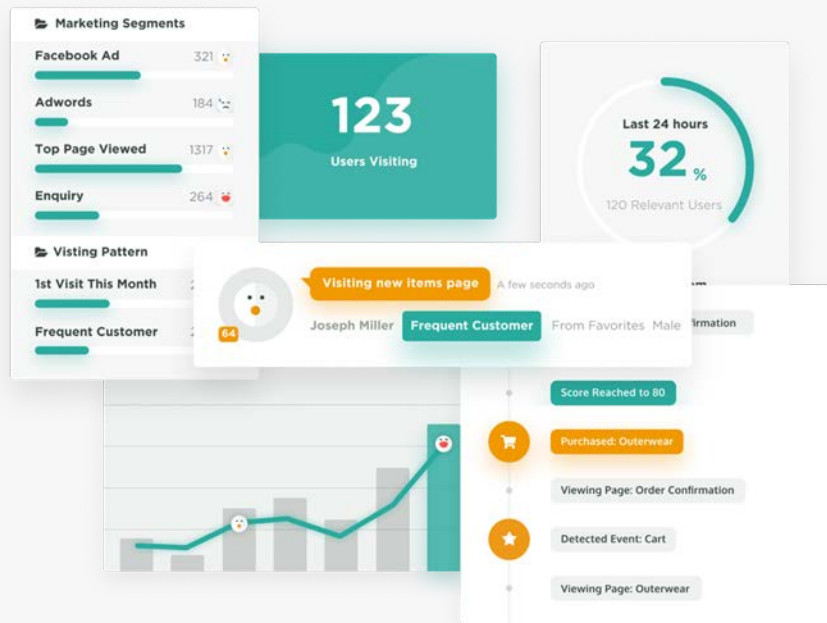 Marketing Segments
Facebook Ad 321
Adwords 184
Top Page Viewed 1317
Enquiry 264
Visting Pattern
1st Visit This Month
Frequent Customer
123
Users Visiting
Last 24 hours
32 %
120 Relevant Users
Visiting new items page A few seconds ago
64
Joseph Miller Frequent Customer From Favorites Male
Score Reached to 80
Purchased: Outerwear
Viewing Page: Order Confirmation
Detected Event: Cart
Viewing Page: Outerwear